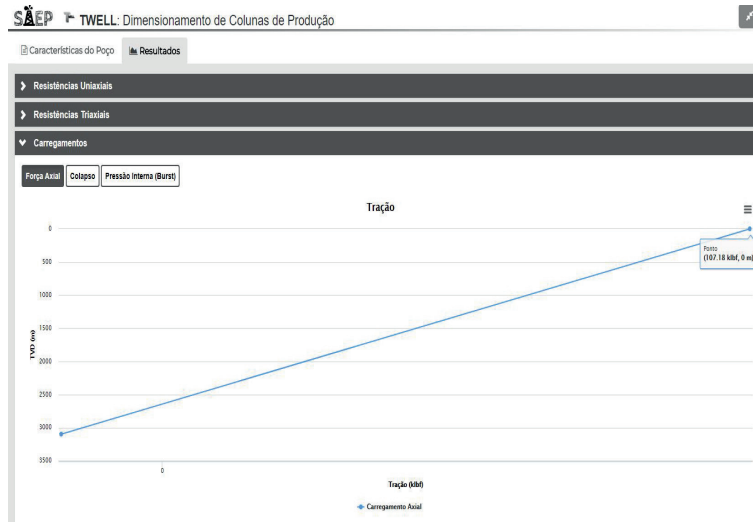 SAEP TWELL: Dimensionamento de Colunas de Produção
Características do Poço Resultados
Resistências Uniaxiais
Resistências Triaxiais
Carregamentos
Força Axial Colapso Pressão Interna (Burst)
Tração
0
500
1000
1500
2000
2500
3000
3500
TVD (m)
Ponto
(107.18 klbf, 0 m)
0
Tração (klbf)
Carregamento Axial